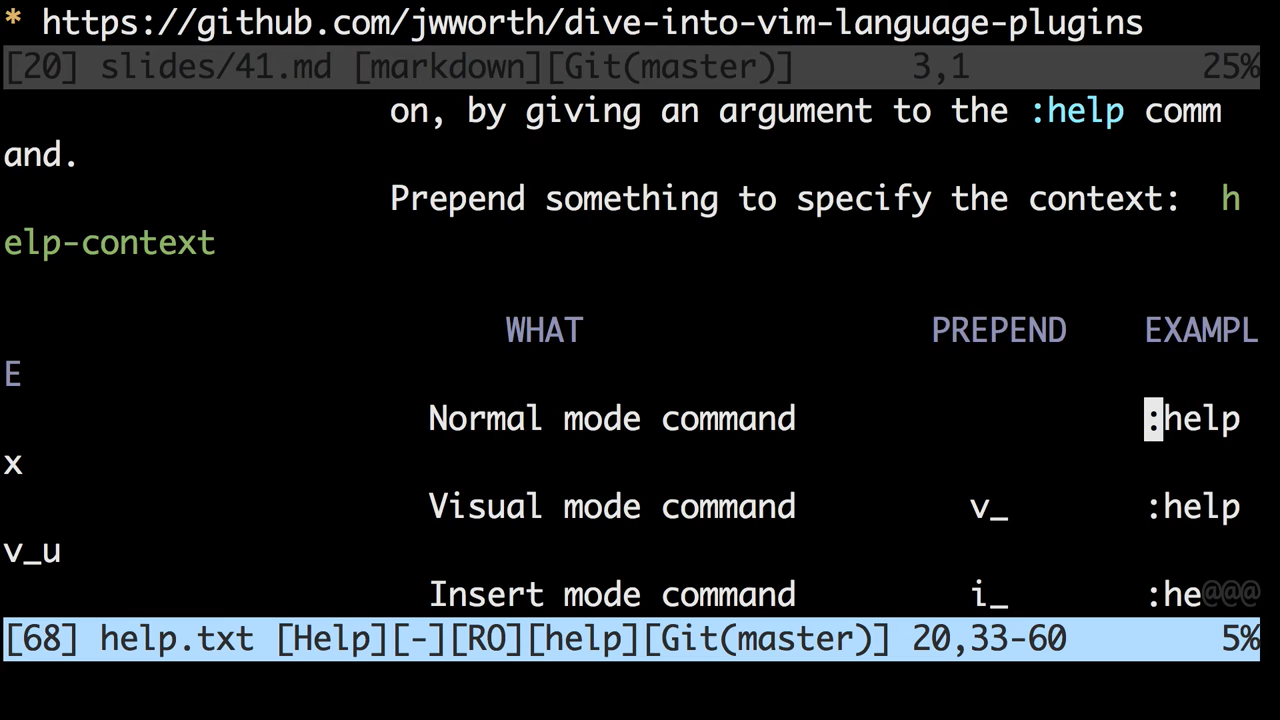 * https://github.com/jwworth/dive-into-vim-language-plugins
[20] slides/41.md [markdown][Git(master)] 3,1 25%
on, by giving an argument to the :help comm
and.
Prepend something to specify the context: h
elp-context
WHAT PREPEND EXAMPL
E
Normal mode command :help
x
Visual mode command v_ :help
v_u
Insert mode command i_ :he@@@
[68] help.txt [Help][-][RO][help][Git(master)] 20,33-60 5%